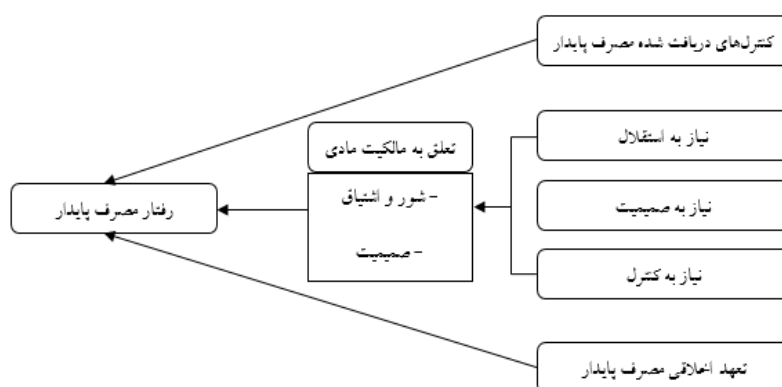 کنترل‌های دریافت شده مصرف پایدار
نیاز به استقلال
تعلق به مالکیت مادی
- شور و اشتیاق
نیاز به صمیمیت
رفتار مصرف پایدار
- صمیمیت
نیاز به کنترل
تعهد اخلاقی مصرف پایدار